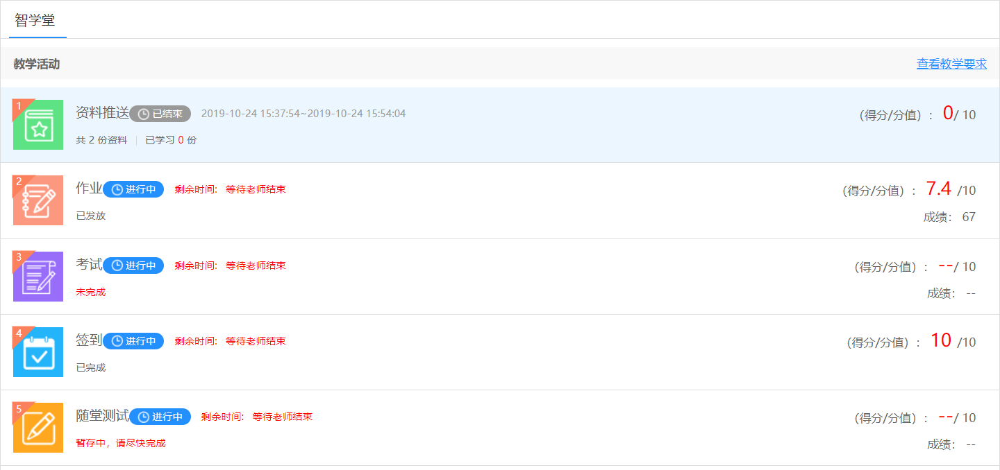 智学堂
教学活动 查看教学要求
1 资料推送 已结束 2019-10-24 15:37:54~2019-10-24 15:54:04 (得分/分值) : 0/ 10
共 2 份资料 已学习 0 份
2 作业 进行中 剩余时间: 等待老师结束 (得分/分值) : 7.4 /10
已发放 成绩: 67
3 考试 进行中 剩余时间: 等待老师结束 (得分/分值) : --/ 10
未完成 成绩: --
4 签到 进行中 剩余时间: 等待老师结束 (得分/分值) : 10 /10
已完成
5 随堂测试 进行中 剩余时间: 等待老师结束 (得分/分值) : --/ 10
暂存中，请尽快完成 成绩: --